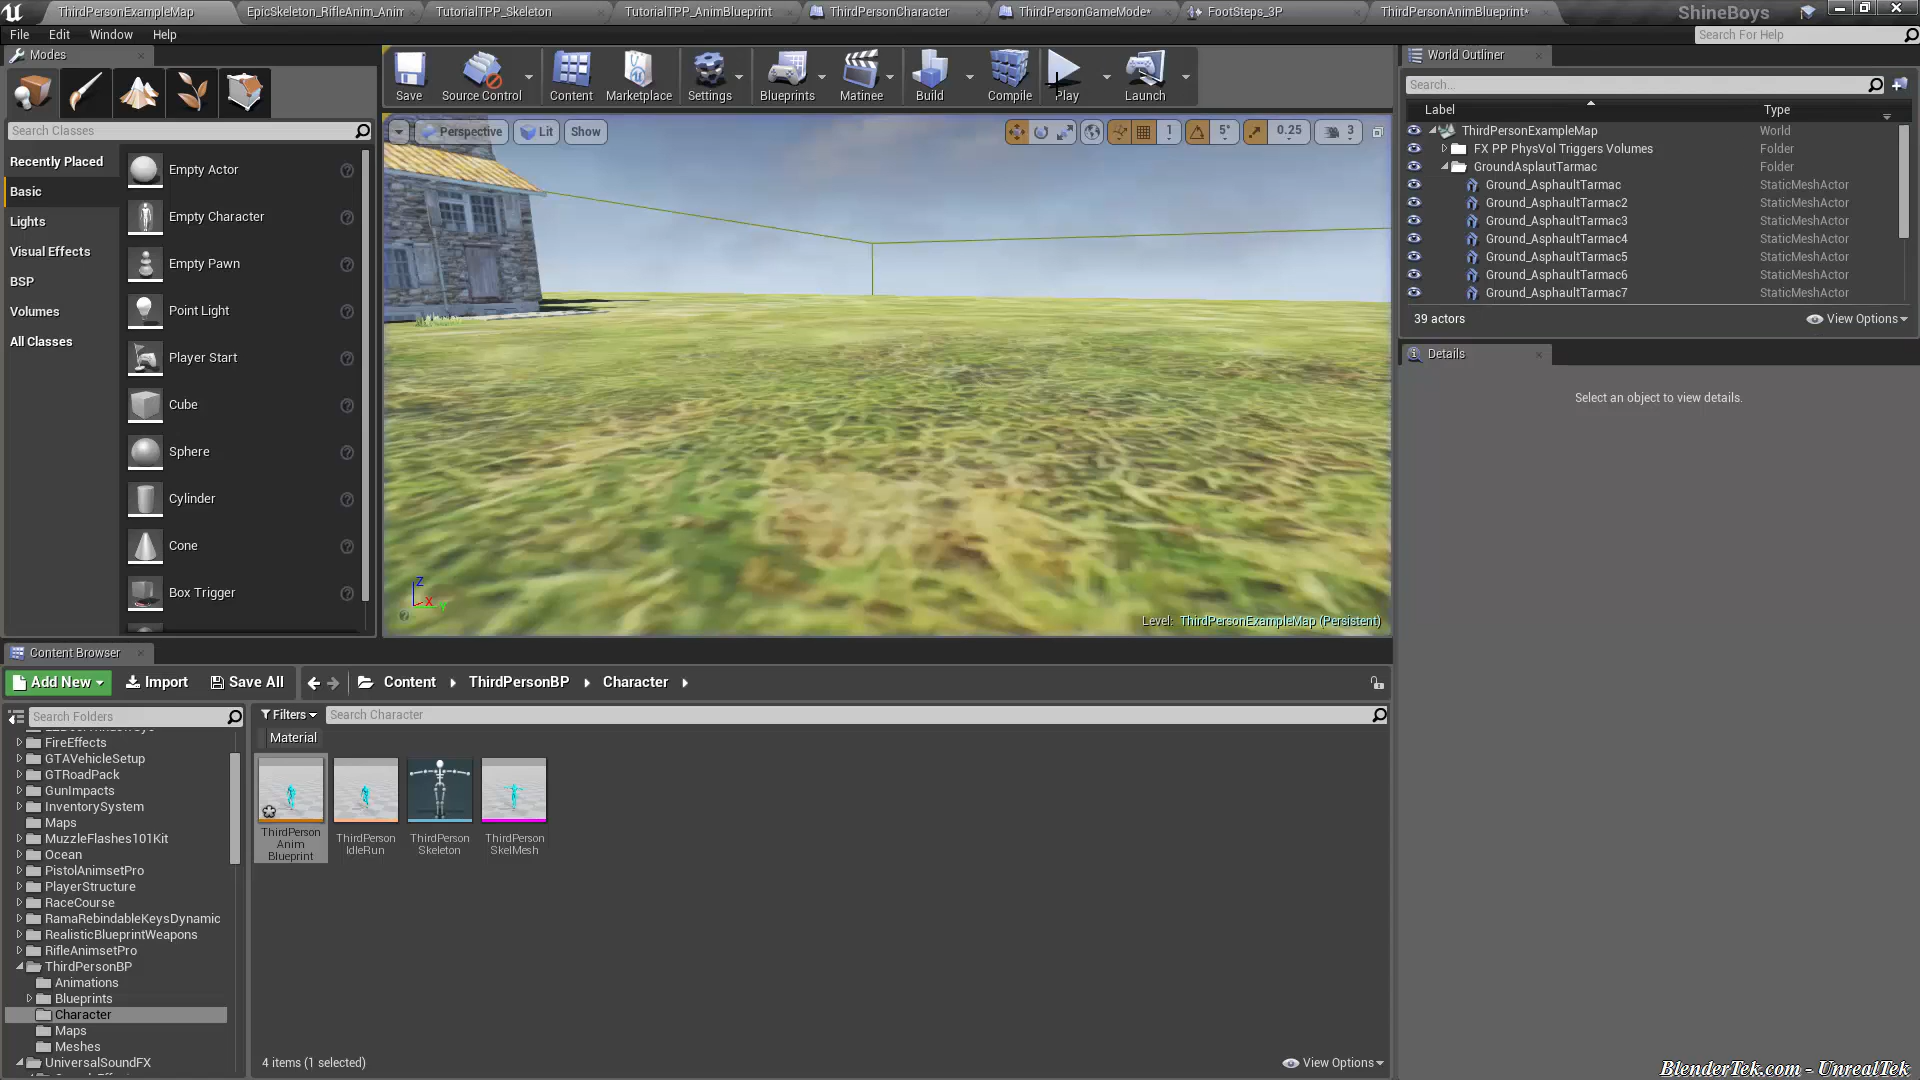 ThirdPersonExampleMap
EpicSkeleton_RifleAnim_Anim
TutorialTPP_Skeleton
TutorialTPP_AnimBlueprint
ThirdPersonCharacter
ThirdPersonGameMode*
FootSteps_3P
ThirdPersonAnimBlueprint*
ShineBoys
File
Edit
Window
Help
Search For Help
Modes
World Outliner
Save
Source Control
Content
Marketplace
Settings
Blueprints
Matinee
Build
Compile
Play
Launch
Search...
Label
Type
Search Classes
Perspective
Lit
Show
1
5°
0.25
3
ThirdPersonExampleMap World
FX PP PhysVol Triggers Volumes Folder
GroundAsplautTarmac Folder
Ground_AsphaultTarmac StaticMeshActor
Ground_AsphaultTarmac2 StaticMeshActor
Ground_AsphaultTarmac3 StaticMeshActor
Ground_AsphaultTarmac4 StaticMeshActor
Ground_AsphaultTarmac5 StaticMeshActor
Ground_AsphaultTarmac6 StaticMeshActor
Ground_AsphaultTarmac7 StaticMeshActor
39 actors
View Options
Details
Select an object to view details.
Recently Placed
Basic
Lights
Visual Effects
BSP
Volumes
All Classes
Empty Actor
Empty Character
Empty Pawn
Point Light
Player Start
Cube
Sphere
Cylinder
Cone
Box Trigger
Z
X
Y
Level: ThirdPersonExampleMap (Persistent)
Content Browser
Add New
Import
Save All
Content
ThirdPersonBP
Character
Search Folders
Filters
Search Character
Material
FireEffects
GTAVehicleSetup
GTRoadPack
GunImpacts
InventorySystem
Maps
MuzzleFlashes101Kit
Ocean
PistolAnimsetPro
PlayerStructure
RaceCourse
RamaRebindableKeysDynamic
RealisticBlueprintWeapons
RifleAnimsetPro
ThirdPersonBP
Animations
Blueprints
Character
Maps
Meshes
UniversalSoundFX
ThirdPerson
Anim
Blueprint
ThirdPerson
IdleRun
ThirdPerson
Skeleton
ThirdPerson
SkelMesh
4 items (1 selected)
View Options
BlenderTek.com - UnrealTek